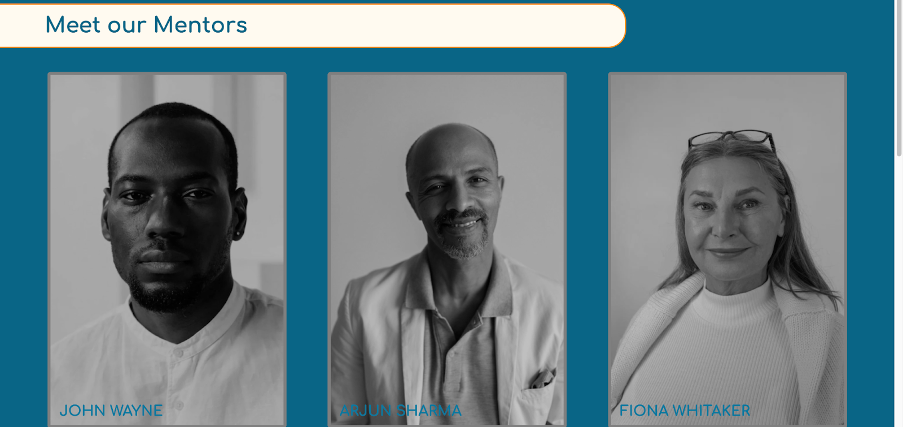 Meet our Mentors
JOHN WAYNE
ARJUN SHARMA
FIONA WHITAKER